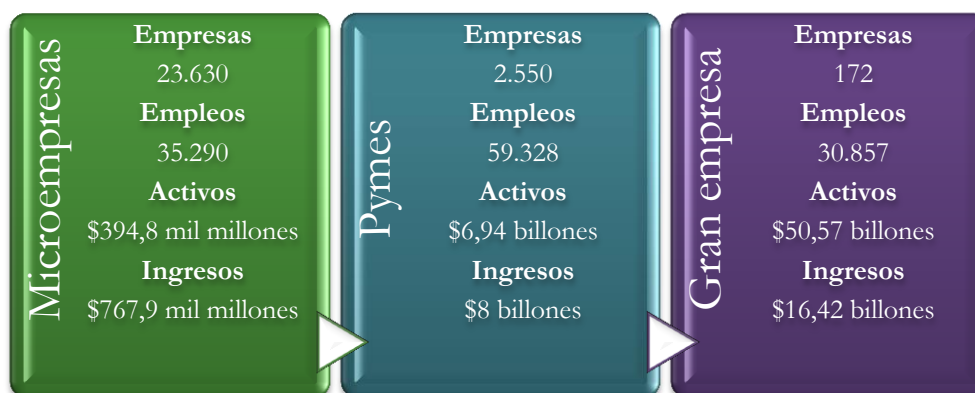 Microempresas
Empresas
23.630
Empleos
35.290
Activos
$394,8 mil millones
Ingresos
$767,9 mil millones
Pymes
Empresas
2.550
Empleos
59.328
Activos
$6,94 billones
Ingresos
$8 billones
Gran empresa
Empresas
172
Empleos
30.857
Activos
$50,57 billones
Ingresos
$16,42 billones